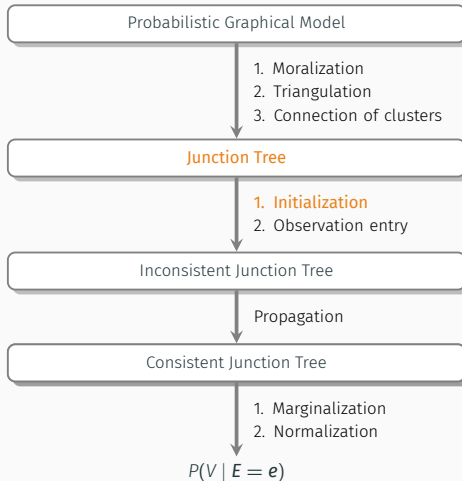 Probabilistic Graphical Model
1. Moralization
2. Triangulation
3. Connection of clusters
Junction Tree
1. Initialization
2. Observation entry
Inconsistent Junction Tree
Propagation
Consistent Junction Tree
1. Marginalization
2. Normalization
P(V | E = e)